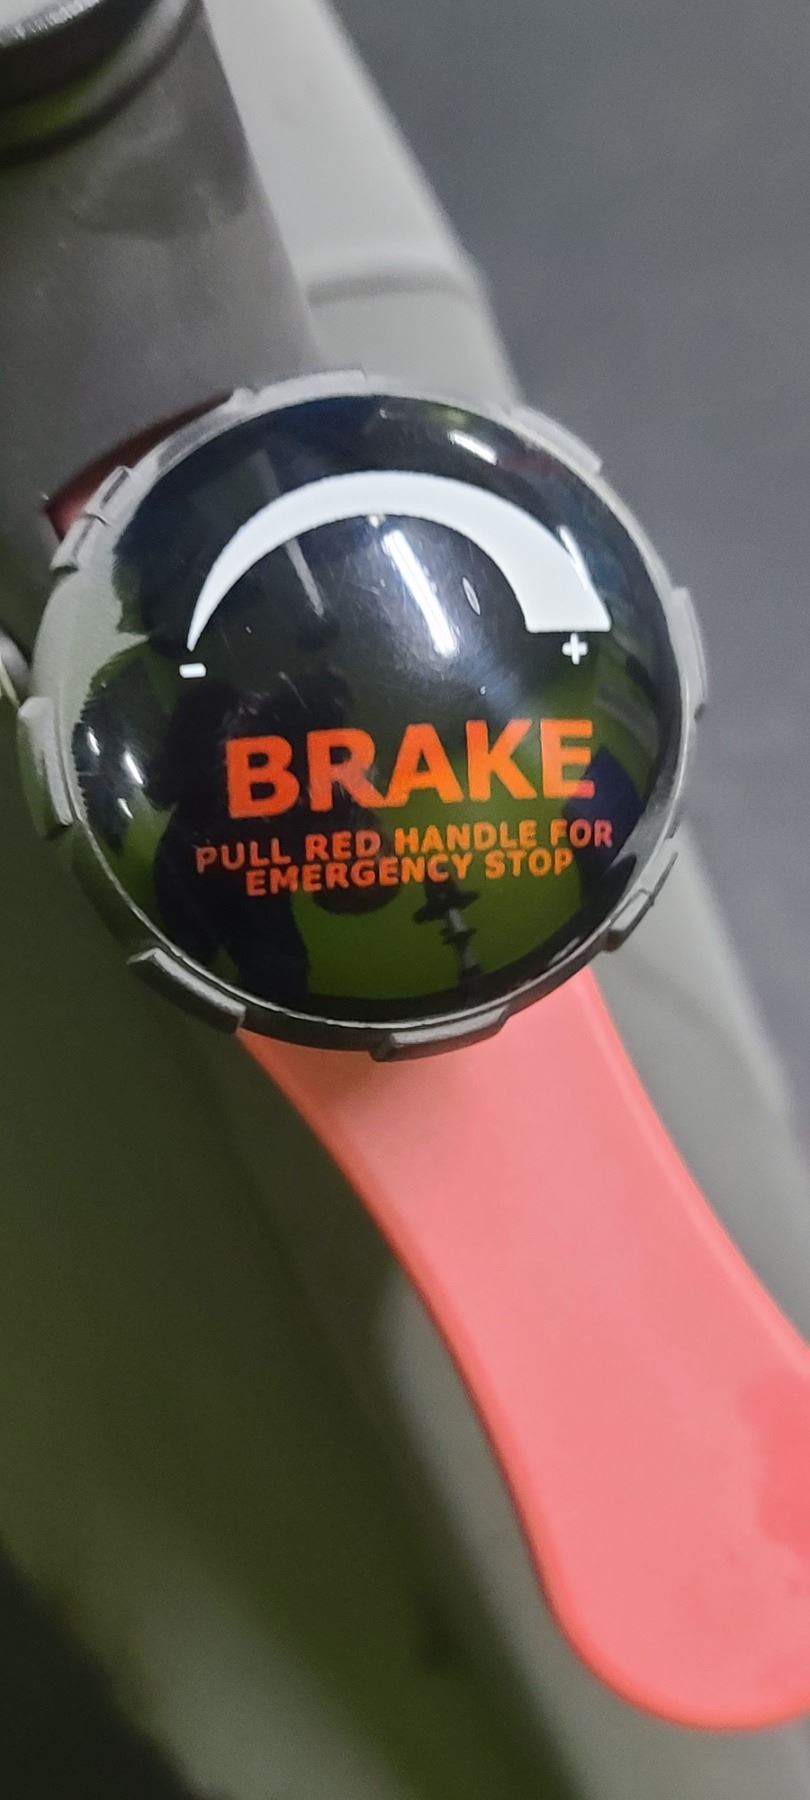 - +
BRAKE
PULL RED HANDLE FOR
EMERGENCY STOP